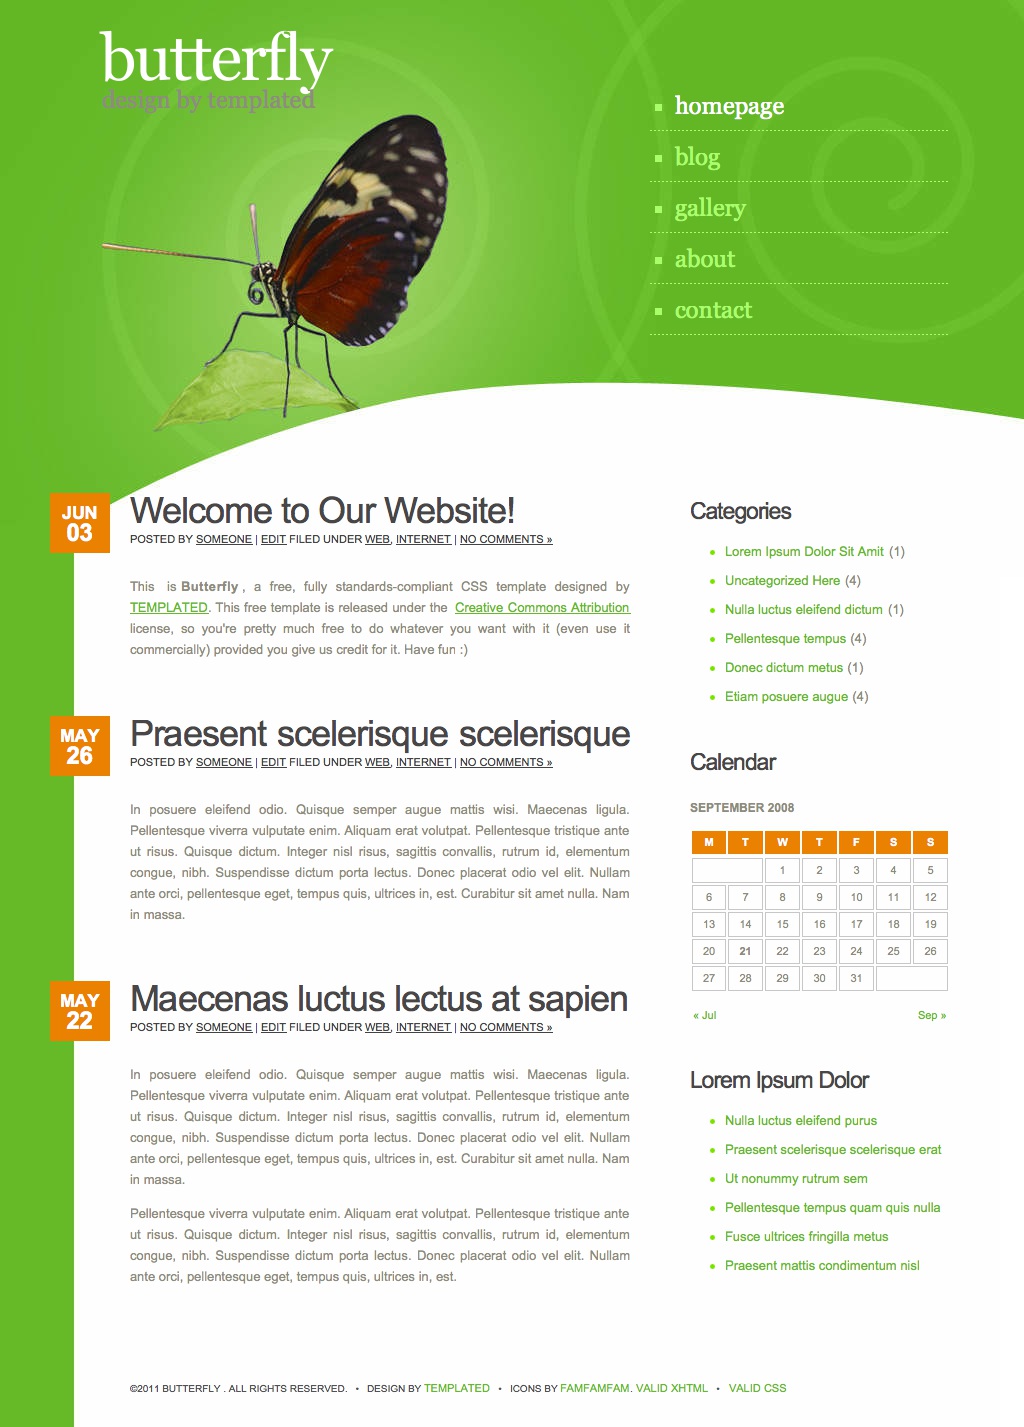 butterfly
design by templated
homepage
blog
gallery
about
contact
JUN
03
Welcome to Our Website!
POSTED BY SOMEONE | EDIT FILED UNDER WEB, INTERNET | NO COMMENTS »
This is Butterfly , a free, fully standards-compliant CSS template designed by
TEMPLATED. This free template is released under the Creative Commons Attribution
license, so you're pretty much free to do whatever you want with it (even use it
commercially) provided you give us credit for it. Have fun :)
MAY
26
Praesent scelerisque scelerisque
POSTED BY SOMEONE | EDIT FILED UNDER WEB, INTERNET | NO COMMENTS »
In posuere eleifend odio. Quisque semper augue mattis wisi. Maecenas ligula.
Pellentesque viverra vulputate enim. Aliquam erat volutpat. Pellentesque tristique ante
ut risus. Quisque dictum. Integer nisl risus, sagittis convallis, rutrum id, elementum
congue, nibh. Suspendisse dictum porta lectus. Donec placerat odio vel elit. Nullam
ante orci, pellentesque eget, tempus quis, ultrices in, est. Curabitur sit amet nulla. Nam
in massa.
MAY
22
Maecenas luctus lectus at sapien
POSTED BY SOMEONE | EDIT FILED UNDER WEB, INTERNET | NO COMMENTS »
In posuere eleifend odio. Quisque semper augue mattis wisi. Maecenas ligula.
Pellentesque viverra vulputate enim. Aliquam erat volutpat. Pellentesque tristique ante
ut risus. Quisque dictum. Integer nisl risus, sagittis convallis, rutrum id, elementum
congue, nibh. Suspendisse dictum porta lectus. Donec placerat odio vel elit. Nullam
ante orci, pellentesque eget, tempus quis, ultrices in, est. Curabitur sit amet nulla. Nam
in massa.
Pellentesque viverra vulputate enim. Aliquam erat volutpat. Pellentesque tristique ante
ut risus. Quisque dictum. Integer nisl risus, sagittis convallis, rutrum id, elementum
congue, nibh. Suspendisse dictum porta lectus. Donec placerat odio vel elit. Nullam
ante orci, pellentesque eget, tempus quis, ultrices in, est.
Categories
Lorem Ipsum Dolor Sit Amit (1)
Uncategorized Here (4)
Nulla luctus eleifend dictum (1)
Pellentesque tempus (4)
Donec dictum metus (1)
Etiam posuere augue (4)
Calendar
SEPTEMBER 2008
M T W T F S S
1 2 3 4 5
6 7 8 9 10 11 12
13 14 15 16 17 18 19
20 21 22 23 24 25 26
27 28 29 30 31
« Jul Sep »
Lorem Ipsum Dolor
Nulla luctus eleifend purus
Praesent scelerisque scelerisque erat
Ut nonummy rutrum sem
Pellentesque tempus quam quis nulla
Fusce ultrices fringilla metus
Praesent mattis condimentum nisl
©2011 BUTTERFLY . ALL RIGHTS RESERVED. • DESIGN BY TEMPLATED • ICONS BY FAMFAMFAM. VALID XHTML • VALID CSS